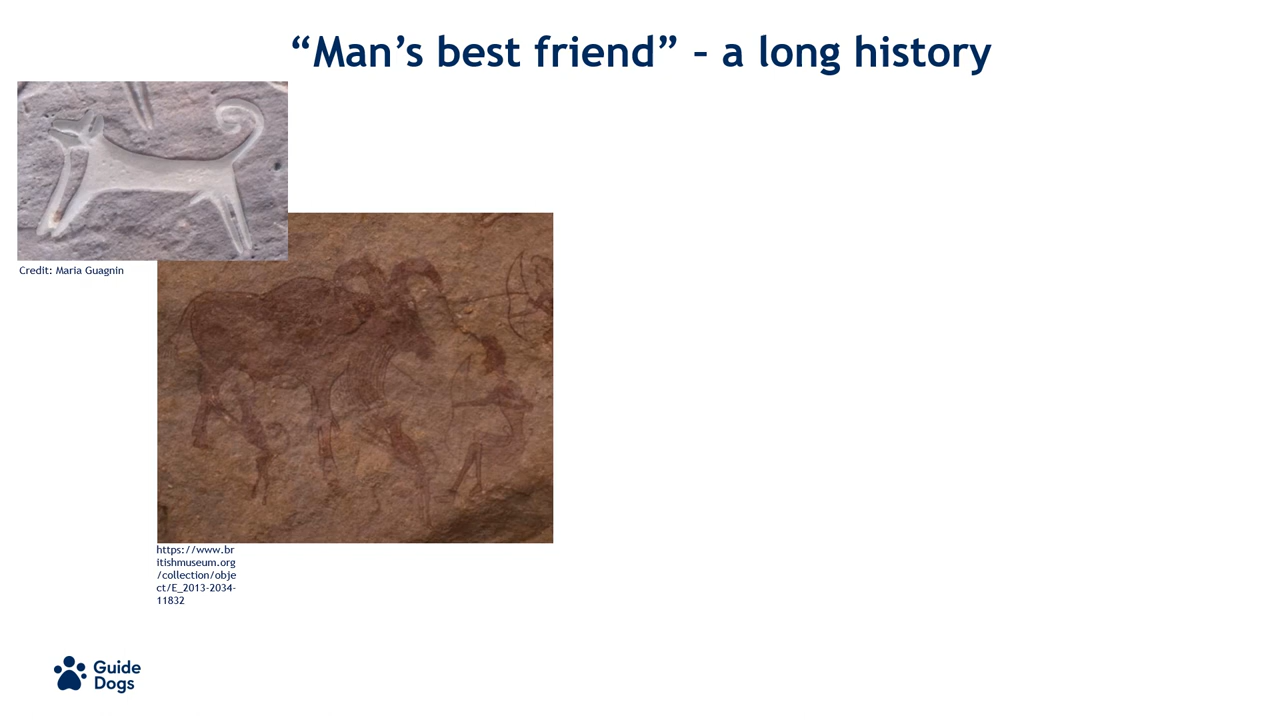 “Man’s best friend” – a long history
Credit: Maria Guagnin
https://www.br
itishmuseum.org
/collection/obje
ct/E_2013-2034-
11832
Guide
Dogs